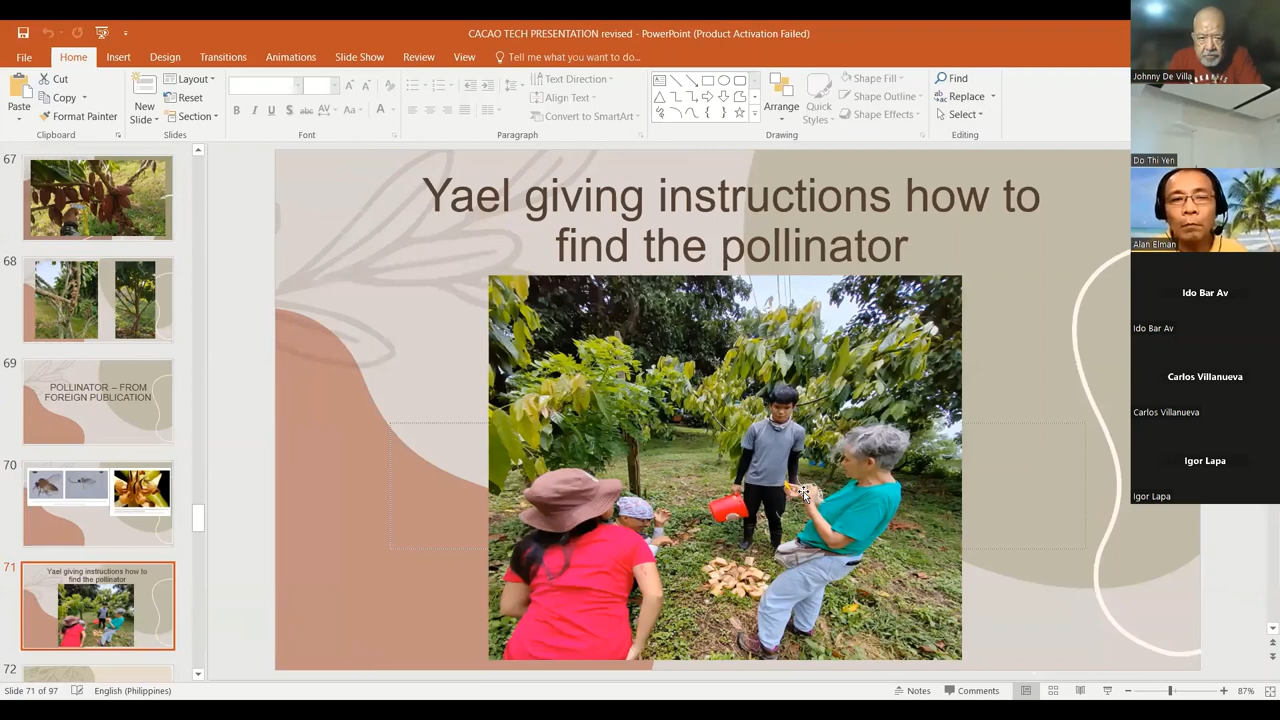 CACAO TECH PRESENTATION revised - PowerPoint (Product Activation Failed)
File
Home
Insert
Design
Transitions
Animations
Slide Show
Review
View
Tell me what you want to do...
Paste
Cut
Copy
Format Painter
Clipboard
New
Slide
Layout
Reset
Section
Slides
B
I
U
S
abc
AV
Aa
A
Font
Text Direction
Align Text
Convert to SmartArt
Paragraph
Arrange
Quick
Styles
Shape Fill
Shape Outline
Shape Effects
Drawing
Find
Replace
Select
Editing
67
68
69
POLLINATOR – FROM
FOREIGN PUBLICATION
70
71
Yael giving instructions how to
find the pollinator
72
Yael giving instructions how to
find the pollinator
Johnny De Villa
Do Thi Yen
Alan Elman
Ido Bar Av
Ido Bar Av
Carlos Villanueva
Carlos Villanueva
Igor Lapa
Igor Lapa
Slide 71 of 97
English (Philippines)
Notes
Comments
87%